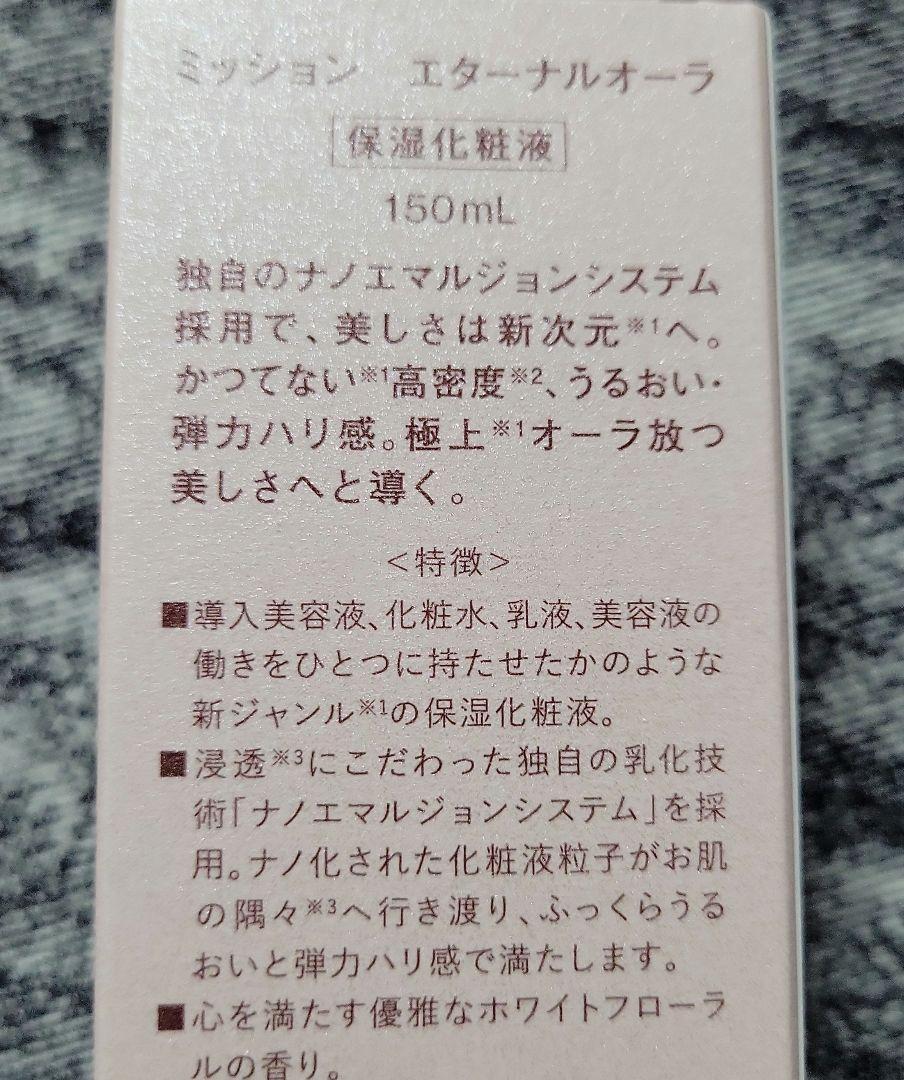 ミッション　エターナルオーラ
保湿化粧液
150mL
独自のナノエマルジョンシステム
採用で、美しさは新次元※1へ。
かつてない※1高密度※2、うるおい・
弾力ハリ感。極上※1オーラ放つ
美しさへと導く。
<特徴>
■導入美容液、化粧水、乳液、美容液の
働きをひとつに持たせたかのような
新ジャンル※1の保湿化粧液。
■浸透※3にこだわった独自の乳化技
術「ナノエマルジョンシステム」を採
用。ナノ化された化粧液粒子がお肌
の隅々※3へ行き渡り、ふっくらうる
おいと弾力ハリ感で満たします。
■心を満たす優雅なホワイトフローラ
ルの香り。